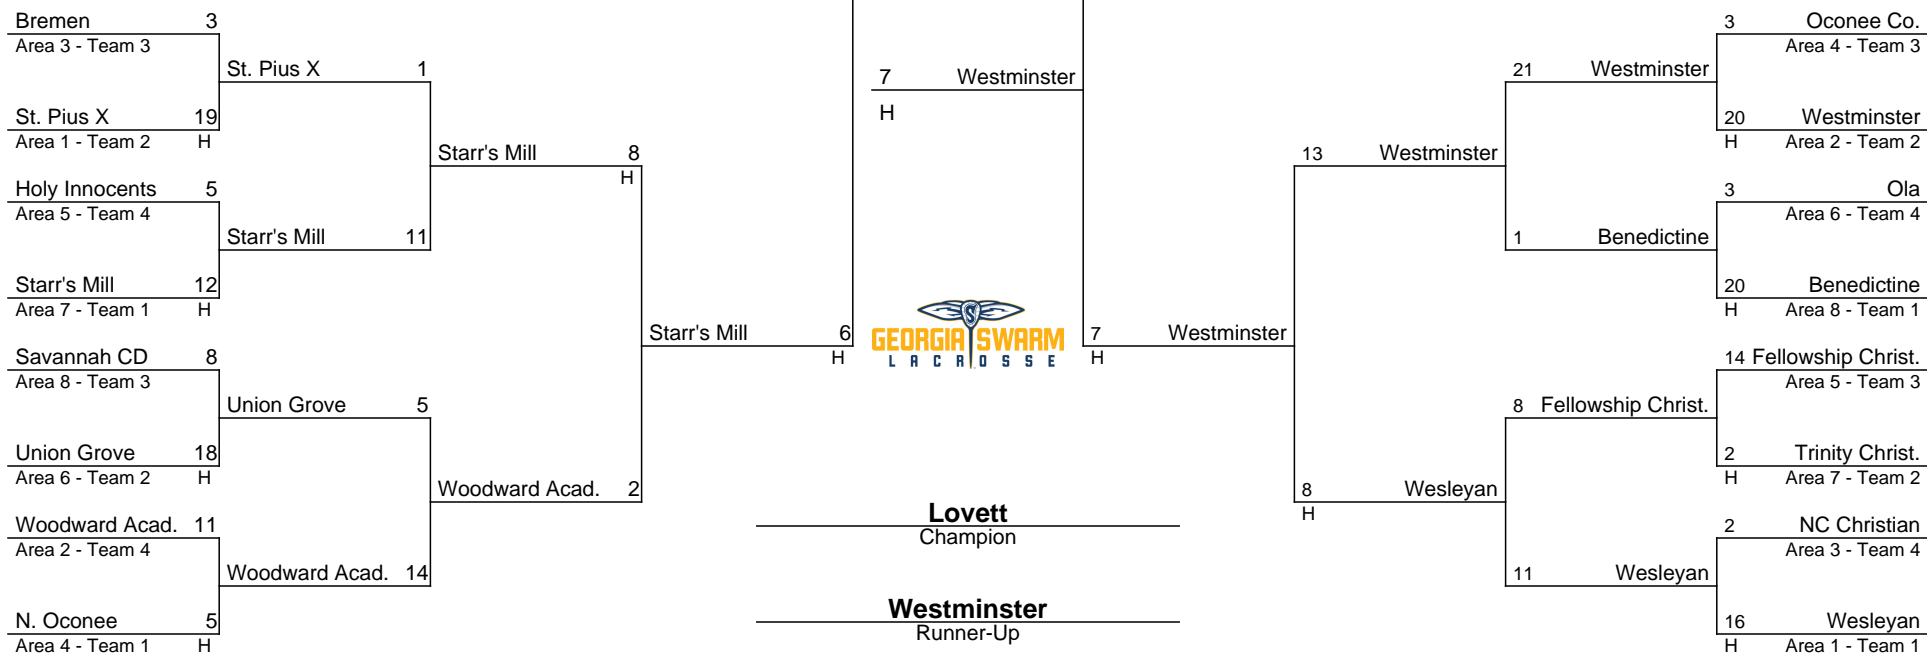 Bremen 3
Area 3 - Team 3
St. Pius X 1
St. Pius X 19
Area 1 - Team 2 H
Starr's Mill 8
H
Holy Innocents 5
Area 5 - Team 4
Starr's Mill 11
Starr's Mill 12
Area 7 - Team 1 H
Starr's Mill 6
H
Savannah CD 8
Area 8 - Team 3
Union Grove 5
Union Grove 18
Area 6 - Team 2 H
Woodward Acad. 2
Woodward Acad. 11
Area 2 - Team 4
Woodward Acad. 14
N. Oconee 5
Area 4 - Team 1 H
7 Westminster
H
S
GEORGIA SWARM
LACROSSE
Lovett
Champion
Westminster
Runner-Up
7 Westminster
H
13 Westminster
8 Wesleyan
H
21 Westminster
1 Benedictine
8 Fellowship Christ.
11 Wesleyan
3 Oconee Co.
Area 4 - Team 3
20 Westminster
H Area 2 - Team 2
3 Ola
Area 6 - Team 4
20 Benedictine
H Area 8 - Team 1
14 Fellowship Christ.
Area 5 - Team 3
2 Trinity Christ.
H Area 7 - Team 2
2 NC Christian
Area 3 - Team 4
16 Wesleyan
H Area 1 - Team 1